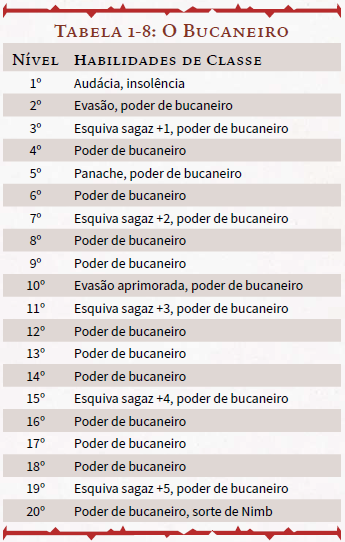 Tabela 1-8: O Bucaneiro
Nível Habilidades de Classe
1º Audácia, insolência
2º Evasão, poder de bucaneiro
3º Esquiva sagaz +1, poder de bucaneiro
4º Poder de bucaneiro
5º Panache, poder de bucaneiro
6º Poder de bucaneiro
7º Esquiva sagaz +2, poder de bucaneiro
8º Poder de bucaneiro
9º Poder de bucaneiro
10º Evasão aprimorada, poder de bucaneiro
11º Esquiva sagaz +3, poder de bucaneiro
12º Poder de bucaneiro
13º Poder de bucaneiro
14º Poder de bucaneiro
15º Esquiva sagaz +4, poder de bucaneiro
16º Poder de bucaneiro
17º Poder de bucaneiro
18º Poder de bucaneiro
19º Esquiva sagaz +5, poder de bucaneiro
20º Poder de bucaneiro, sorte de Nimb